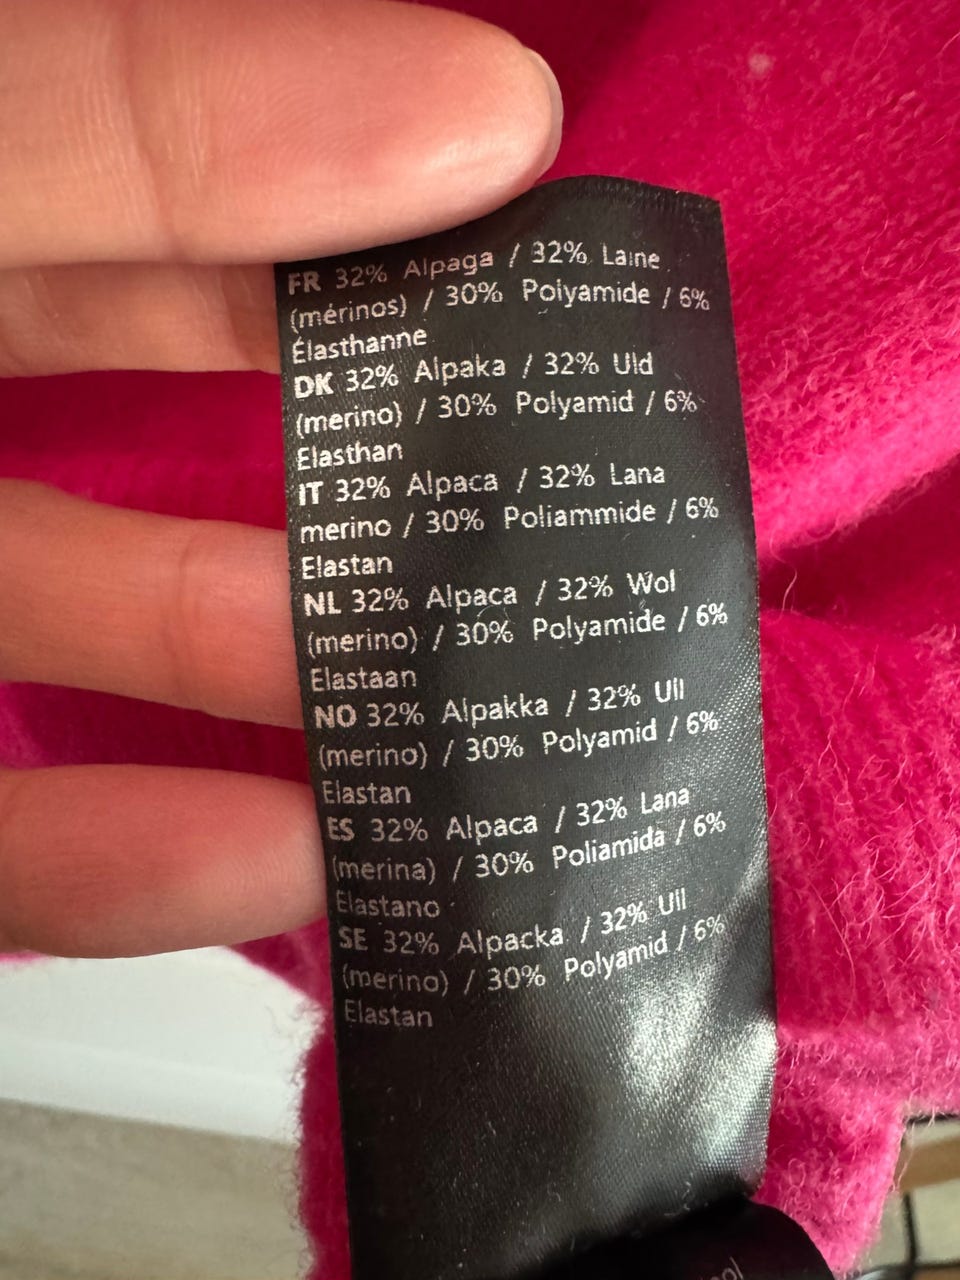 FR 32% Alpaga / 32% Laine
(mérinos) / 30% Polyamide / 6%
Élasthanne
DK 32% Alpaka / 32% Uld
(merino) / 30% Polyamid / 6%
Elasthan
IT 32% Alpaca / 32% Lana
merino / 30% Poliammide / 6%
Elastan
NL 32% Alpaca / 32% Wol
(merino) / 30% Polyamide / 6%
Elastaan
NO 32% Alpakka / 32% Ull
(merino) / 30% Polyamid / 6%
Elastan
ES 32% Alpaca / 32% Lana
(merina) / 30% Poliamida / 6%
Elastano
SE 32% Alpacka / 32% Ull
(merino) / 30% Polyamid / 6%
Elastan